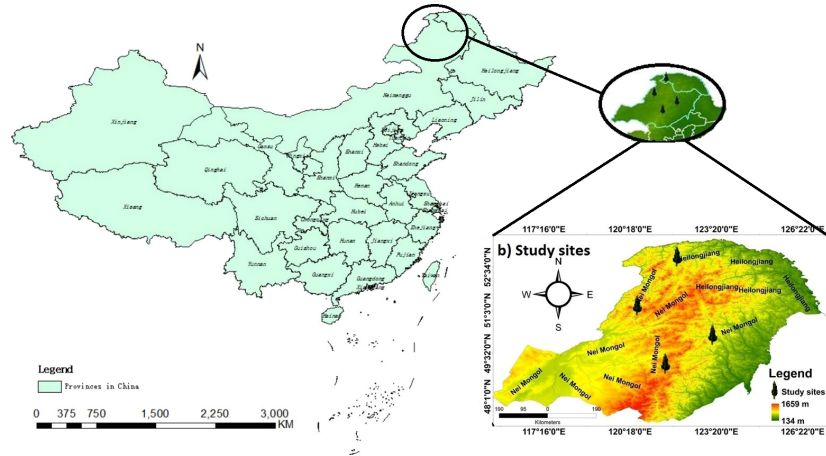 N
Heilongjiang
Neimenggu
Jilin
Xinjiang
Liaoning
Gansu
Hebei
Shanxi
Shandong
Qinghai
Shanxi
Henan
Xizang
Anhui
Sichuan
Hubei
Zhejiang
Hunan
Jiangxi
Guizhou
Fujian
Yunnan
Guangxi
Guangdong
Taiwan
Hainan
Legend
Provinces in China
0 375 750 1,500 2,250 3,000
KM
117°16'0"E 120°18'0"E 123°20'0"E 126°22'0"E
b) Study sites
N
W E
S
52°34'0"N
51°3'0"N
49°32'0"N
48°1'0"N
Heilongjiang
Heilongjiang
Heilongjiang
Heilongjiang
Nei Mongol
Nei Mongol
Nei Mongol
Nei Mongol
Nei Mongol
Nei Mongol
Nei Mongol
Nei Mongol
Legend
Study sites
1659 m
134 m
190 95 0 190
Kilometers
117°16'0"E 120°18'0"E 123°20'0"E 126°22'0"E